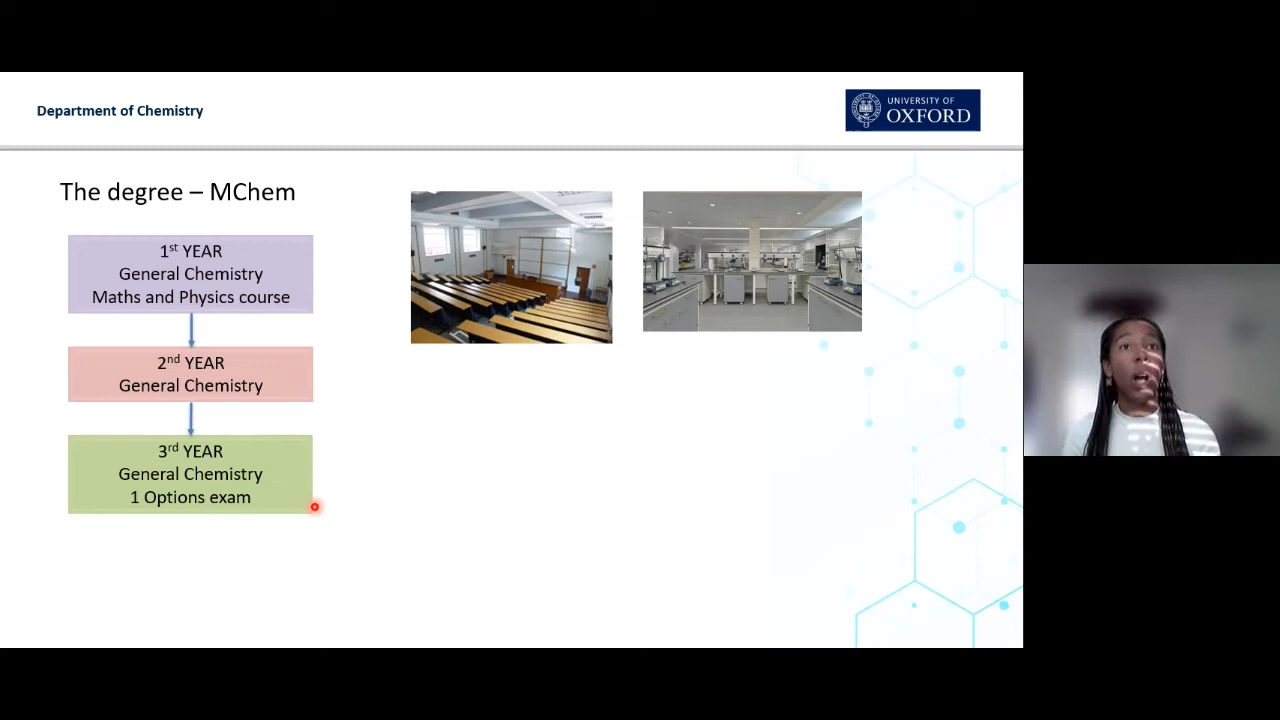 Department of Chemistry
UNIVERSITY OF
OXFORD
The degree – MChem
1st YEAR
General Chemistry
Maths and Physics course
2nd YEAR
General Chemistry
3rd YEAR
General Chemistry
1 Options exam